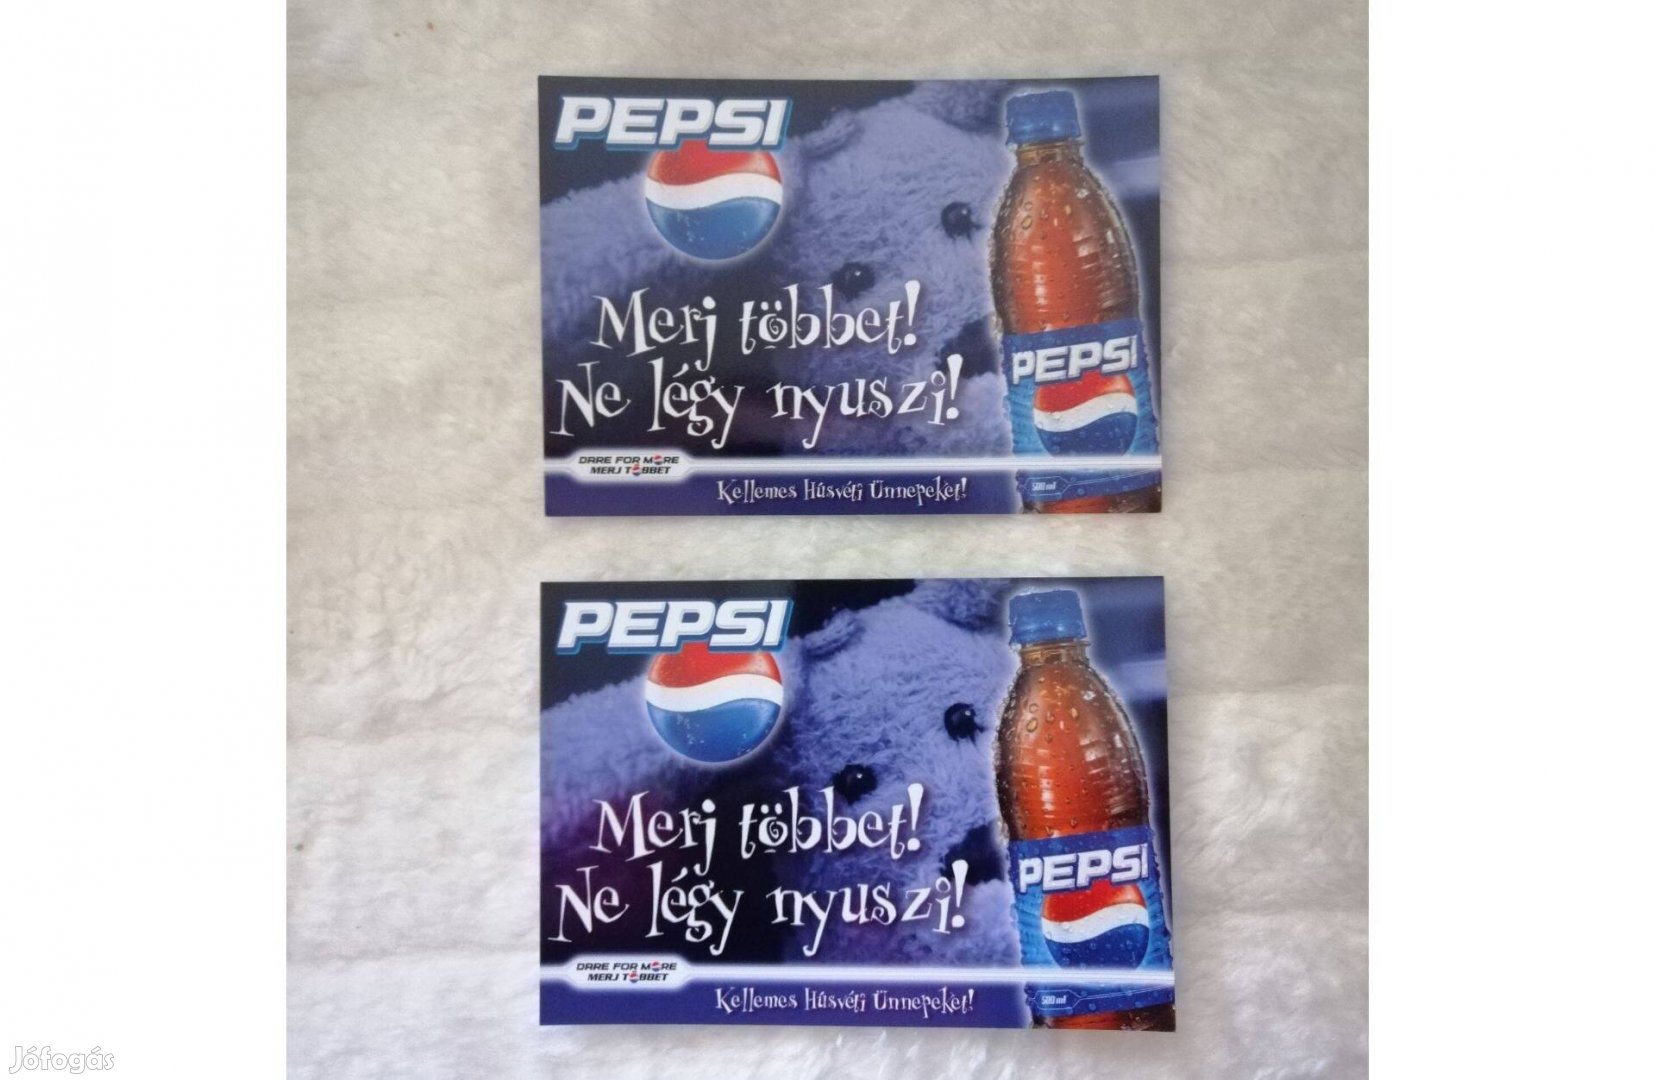 PEPSI
Merj többet!
Ne légy nyuszi!
DARE FOR MORE
MERJ TÖBBET
Kellemes Húsvéti Ünnepeket!
PEPSI
500 ml
PEPSI
Merj többet!
Ne légy nyuszi!
DARE FOR MORE
MERJ TÖBBET
Kellemes Húsvéti Ünnepeket!
PEPSI
500 ml
Jófogás